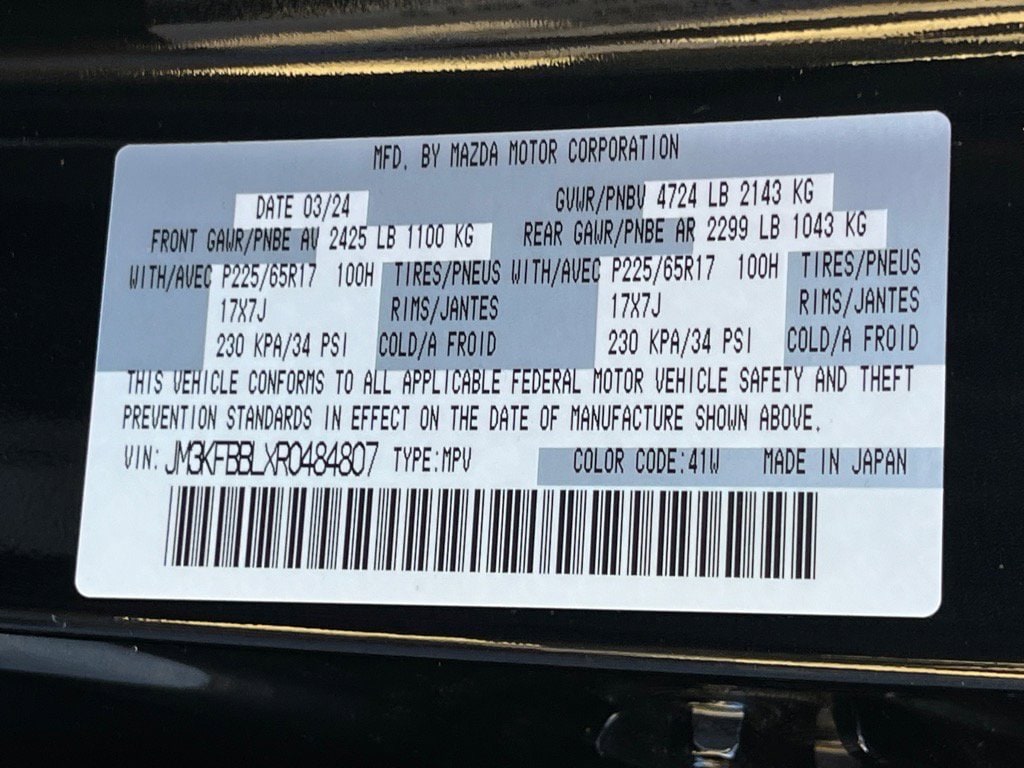 MFD. BY MAZDA MOTOR CORPORATION
DATE 03/24 GVWR/PNBV 4724 LB 2143 KG
FRONT GAWR/PNBE AV 2425 LB 1100 KG REAR GAWR/PNBE AR 2299 LB 1043 KG
WITH/AVEC P225/65R17 100H TIRES/PNEUS WITH/AVEC P225/65R17 100H TIRES/PNEUS
17X7J RIMS/JANTES 17X7J RIMS/JANTES
230 KPA/34 PSI COLD/A FROID 230 KPA/34 PSI COLD/A FROID
THIS VEHICLE CONFORMS TO ALL APPLICABLE FEDERAL MOTOR VEHICLE SAFETY AND THEFT
PREVENTION STANDARDS IN EFFECT ON THE DATE OF MANUFACTURE SHOWN ABOVE.
VIN: JM3KFBBLXR0484807 TYPE:MPV COLOR CODE:41W MADE IN JAPAN